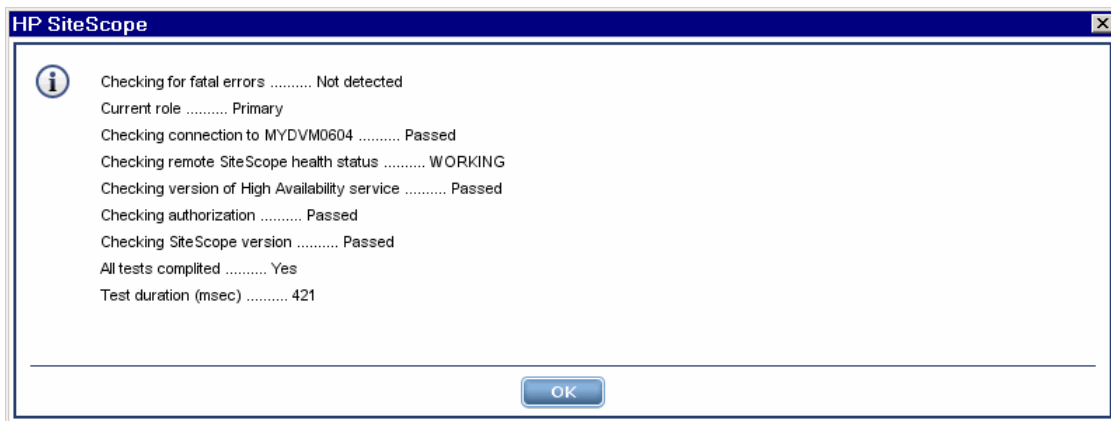 HP SiteScope
Checking for fatal errors .......... Not detected
Current role .......... Primary
Checking connection to MYDVM0604 .......... Passed
Checking remote SiteScope health status .......... WORKING
Checking version of High Availability service .......... Passed
Checking authorization .......... Passed
Checking SiteScope version .......... Passed
All tests complited .......... Yes
Test duration (msec) .......... 421
OK